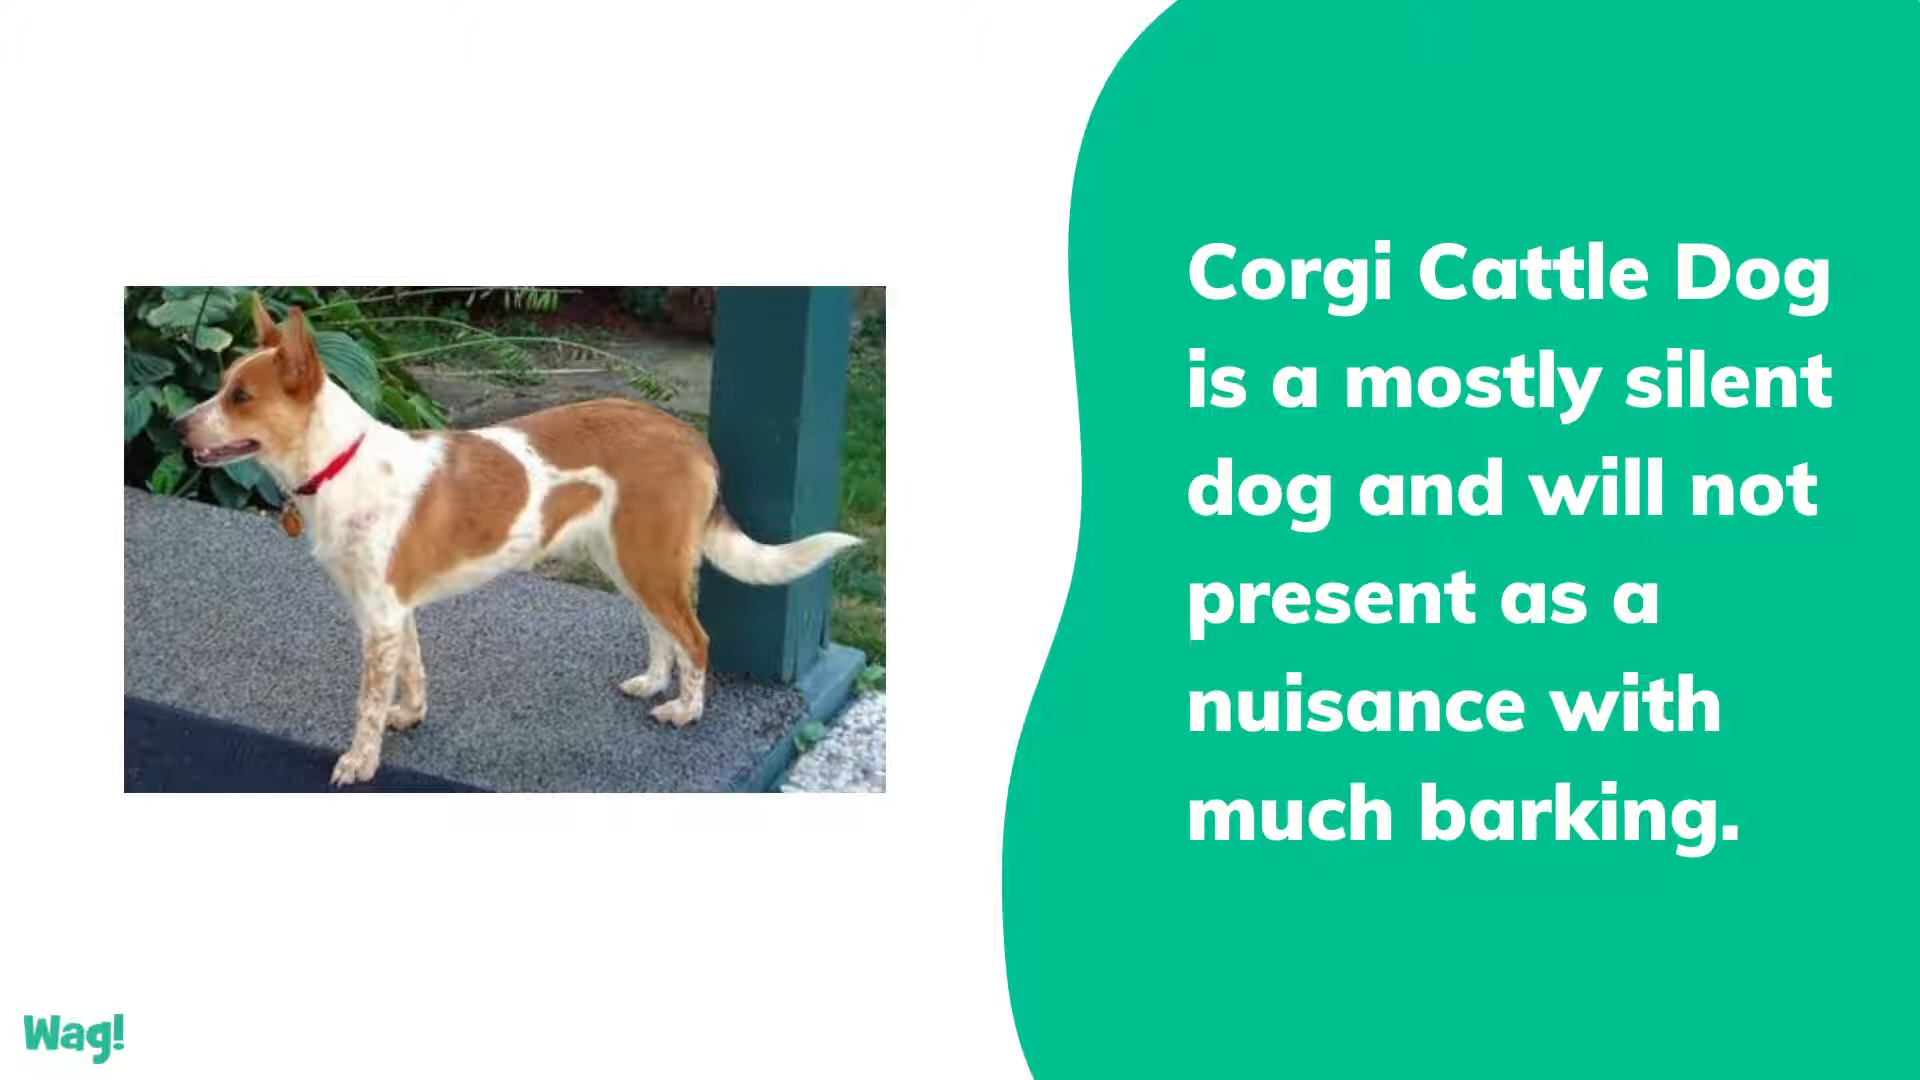 Corgi Cattle Dog
is a mostly silent
dog and will not
present as a
nuisance with
much barking.
Wag!